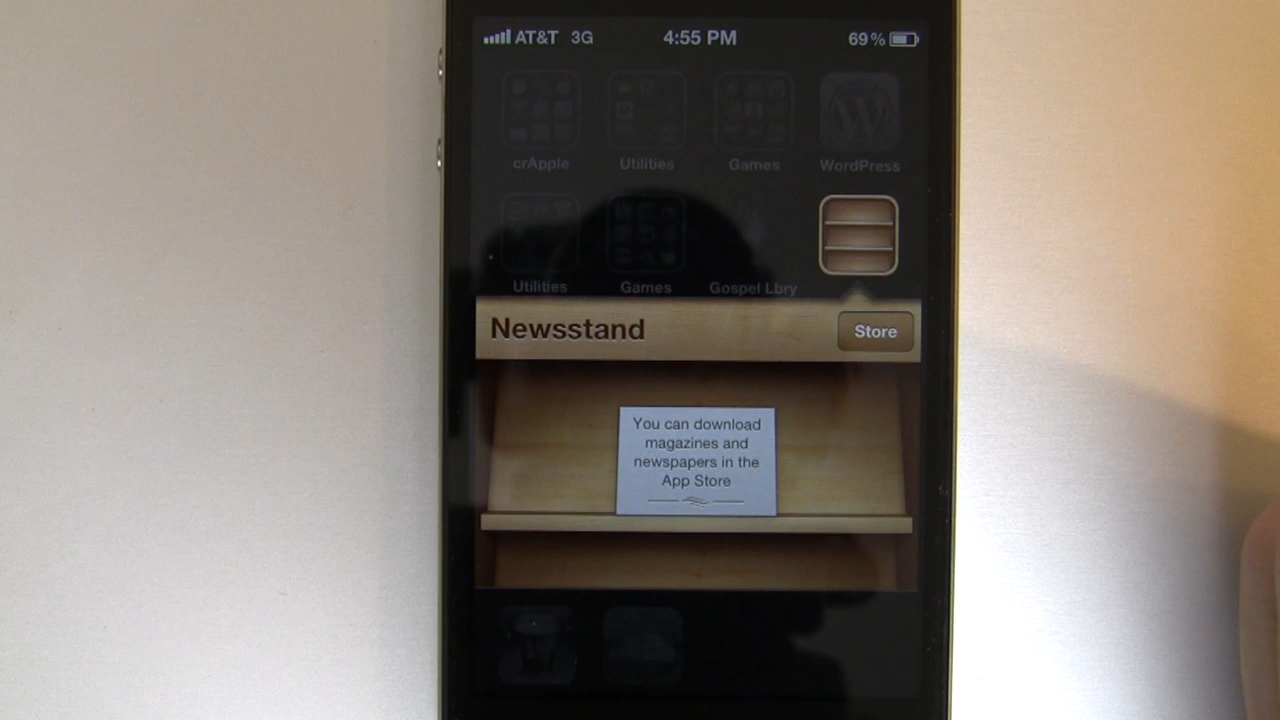 AT&T 3G 4:55 PM 69%
crApple Utilities Games WordPress
Utilities Games Gospel Lbry
Newsstand Store
You can download
magazines and
newspapers in the
App Store